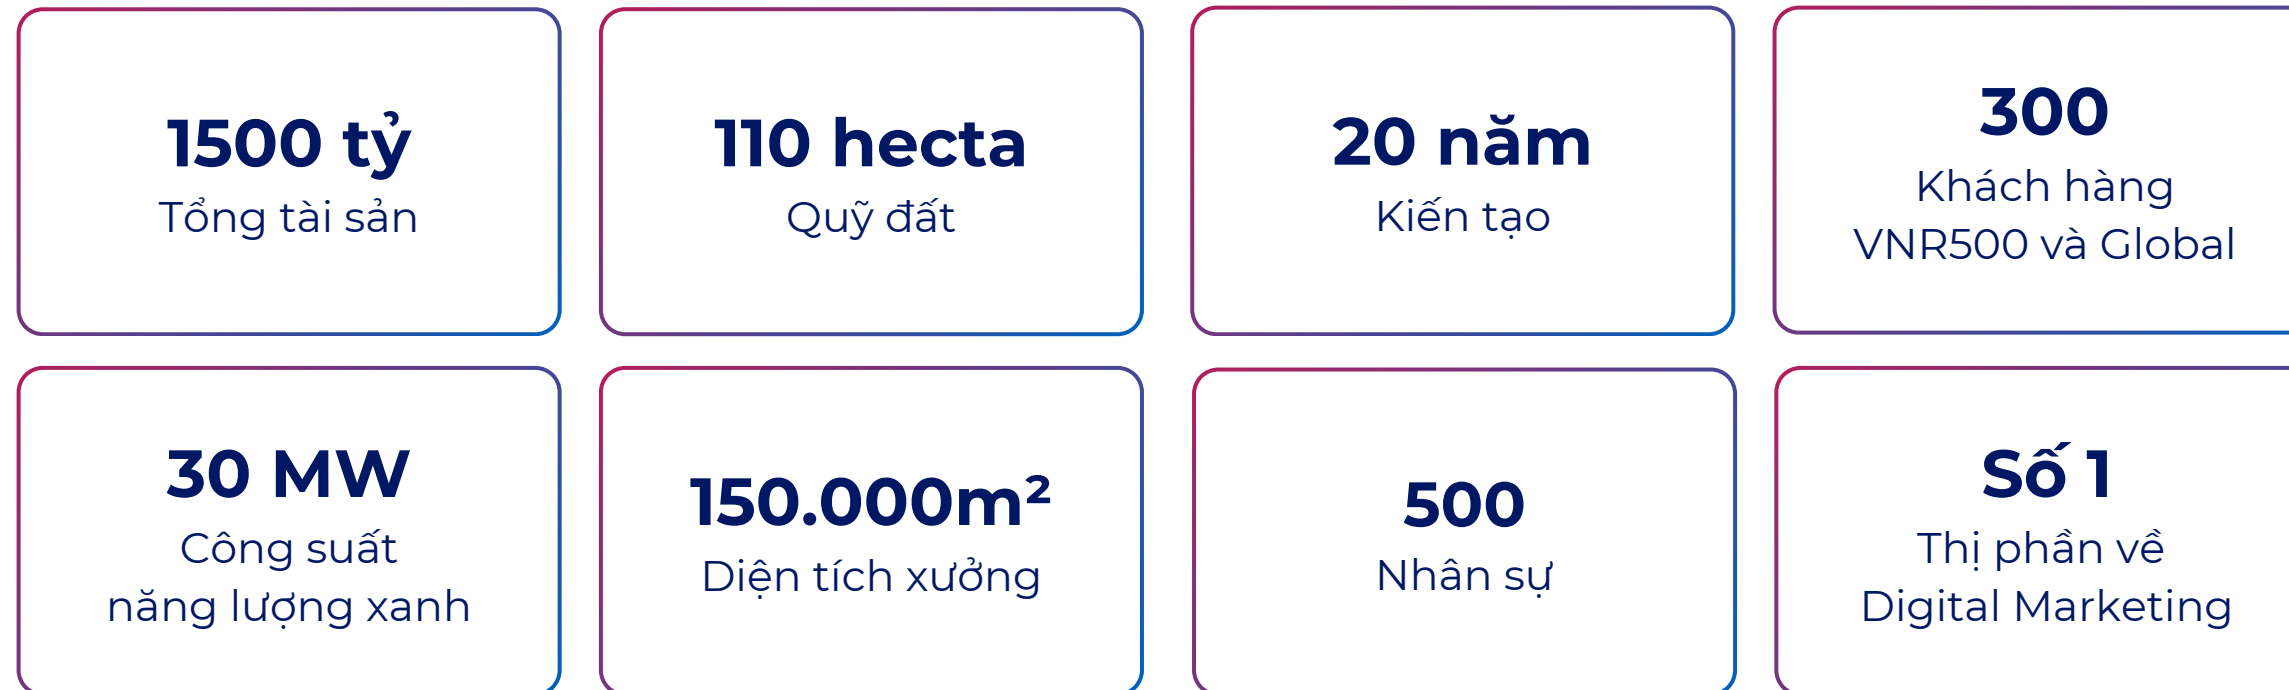 1500 tỷ
Tổng tài sản
110 hecta
Quỹ đất
20 năm
Kiến tạo
300
Khách hàng
VNR500 và Global
30 MW
Công suất
năng lượng xanh
150.000m²
Diện tích xưởng
500
Nhân sự
Số 1
Thị phần về
Digital Marketing